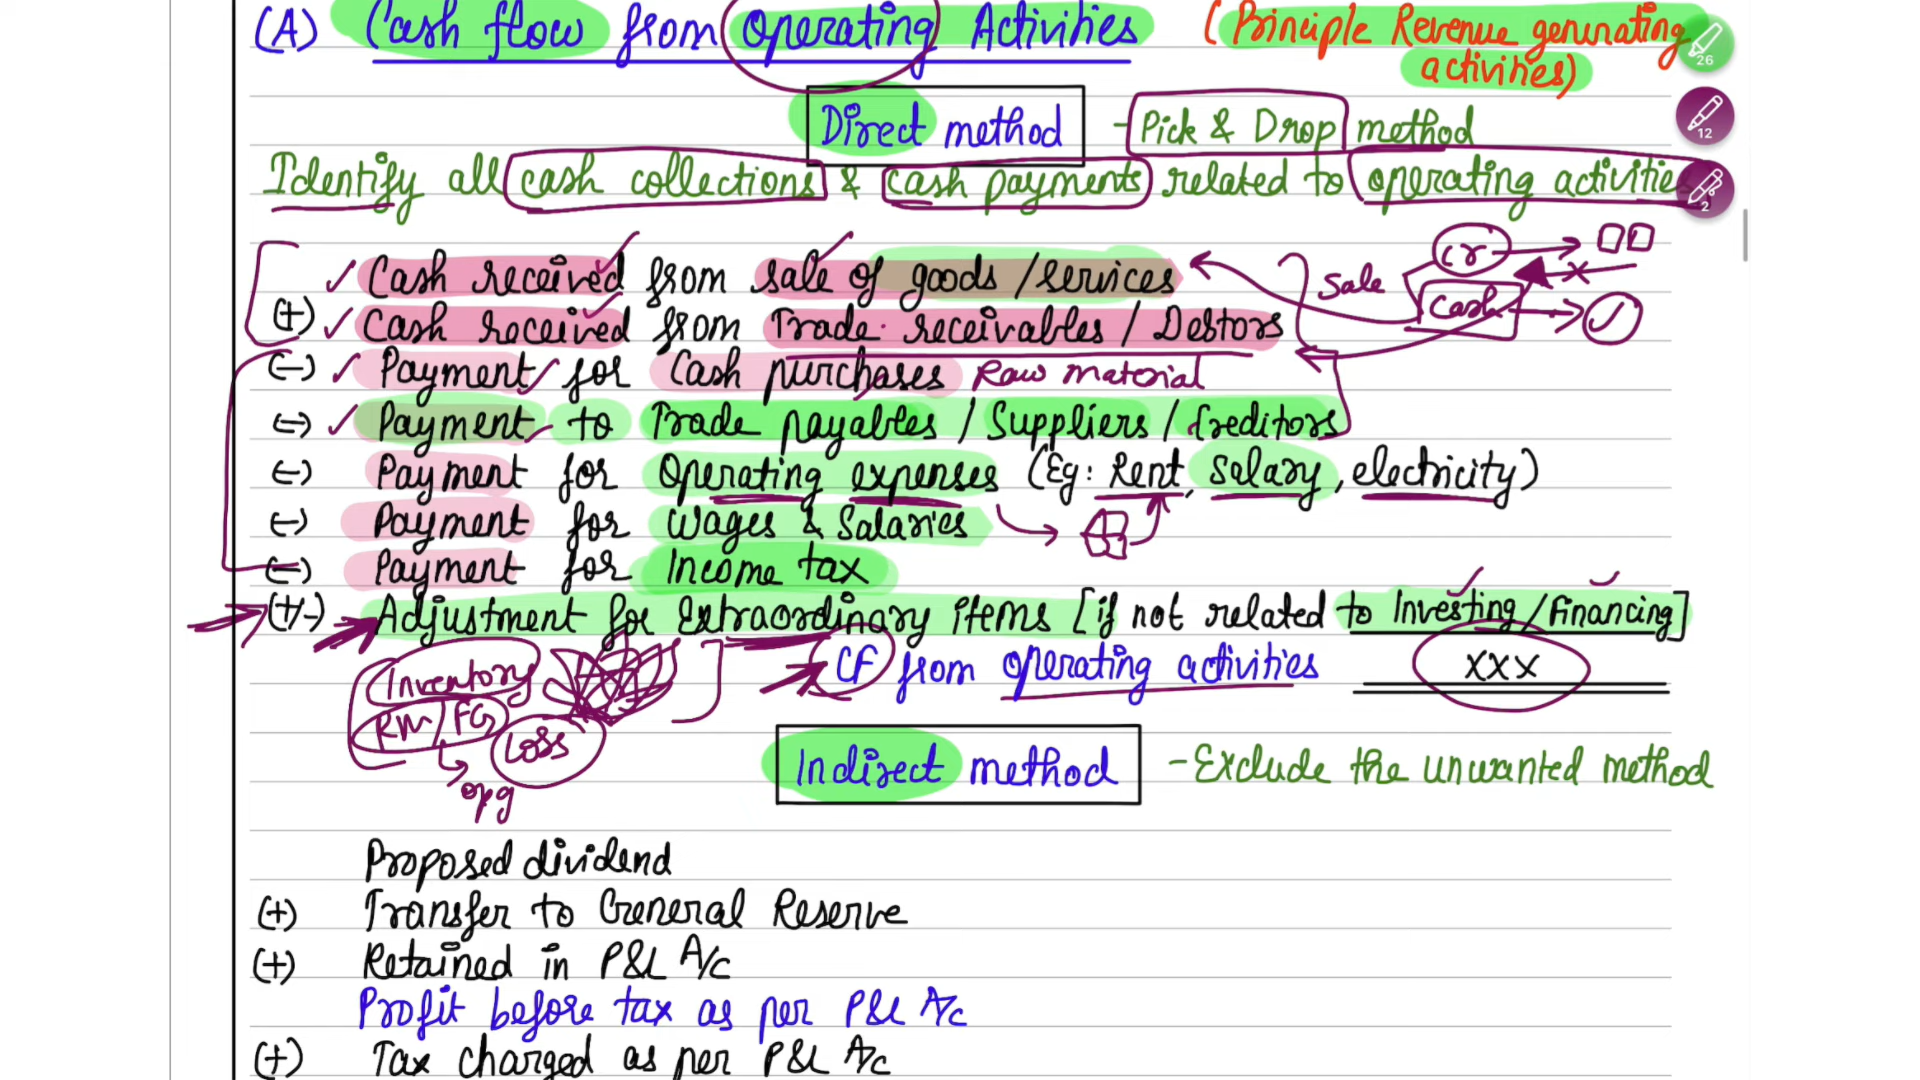 (A) Cash flow from Operating Activities (Principle Revenue generating activities)
26
Direct method - Pick & Drop method
12
Identify all cash collections & cash payments related to operating activitie
2
Cash received from sale of goods / services
Sale Cr Cash
(+) Cash received from Trade receivables / Debtors
(-) Payment for Cash purchases Raw material
(-) Payment to Trade payables / Suppliers / Creditors
(-) Payment for Operating expenses (Eg: Rent, Salary, electricity)
(-) Payment for Wages & Salaries
(-) Payment for Income tax
(+/-) Adjustment for Extraordinary items [if not related to Investing / Financing]
CF from operating activities XXX
Inventory
RM / FG Loss
opg
Indirect method - Exclude the unwanted method
Proposed dividend
(+) Transfer to General Reserve
(+) Retained in P&L A/c
Profit before tax as per P&L A/c
(+) Tax charged as per P&L A/c